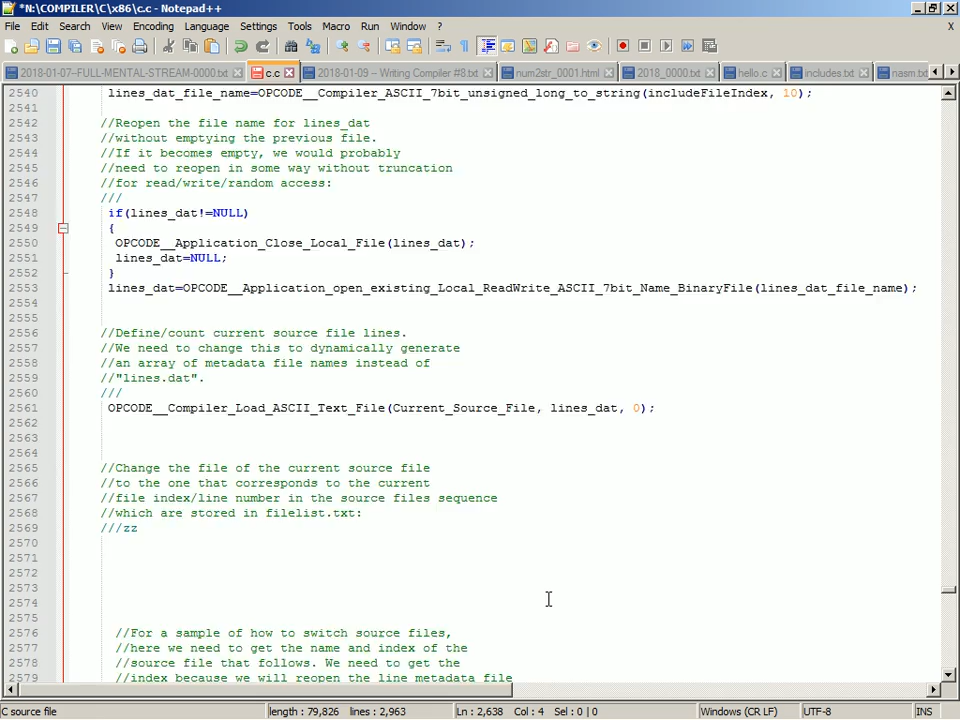 *N:\COMPILER\C\x86\c.c - Notepad++
File Edit Search View Encoding Language Settings Tools Macro Run Window ? X
2018-01-07-FULL-MENTAL-STREAM-0000.txt c.c 2018-01-09 – Writing Compiler #8.txt num2str_0001.html 2018_0000.txt hello.c includes.txt nasm.tx
2540 lines_dat_file_name=OPCODE__Compiler_ASCII_7bit_unsigned_long_to_string(includeFileIndex, 10);
2541
2542 //Reopen the file name for lines_dat
2543 //without emptying the previous file.
2544 //If it becomes empty, we would probably
2545 //need to reopen in some way without truncation
2546 //for read/write/random access:
2547 ///
2548 if(lines_dat!=NULL)
2549 {
2550 OPCODE__Application_Close_Local_File(lines_dat);
2551 lines_dat=NULL;
2552 }
2553 lines_dat=OPCODE__Application_open_existing_Local_ReadWrite_ASCII_7bit_Name_BinaryFile(lines_dat_file_name);
2554
2555
2556 //Define/count current source file lines.
2557 //We need to change this to dynamically generate
2558 //an array of metadata file names instead of
2559 //"lines.dat".
2560 ///
2561 OPCODE__Compiler_Load_ASCII_Text_File(Current_Source_File, lines_dat, 0);
2562
2563
2564
2565 //Change the file of the current source file
2566 //to the one that corresponds to the current
2567 //file index/line number in the source files sequence
2568 //which are stored in filelist.txt:
2569 ///zz
2570
2571
2572
2573
2574
2575
2576 //For a sample of how to switch source files,
2577 //here we need to get the name and index of the
2578 //source file that follows. We need to get the
2579 //index because we will reopen the line metadata file
C source file length : 79,826 lines : 2,963 Ln : 2,638 Col : 4 Sel : 0 | 0 Windows (CR LF) UTF-8 INS